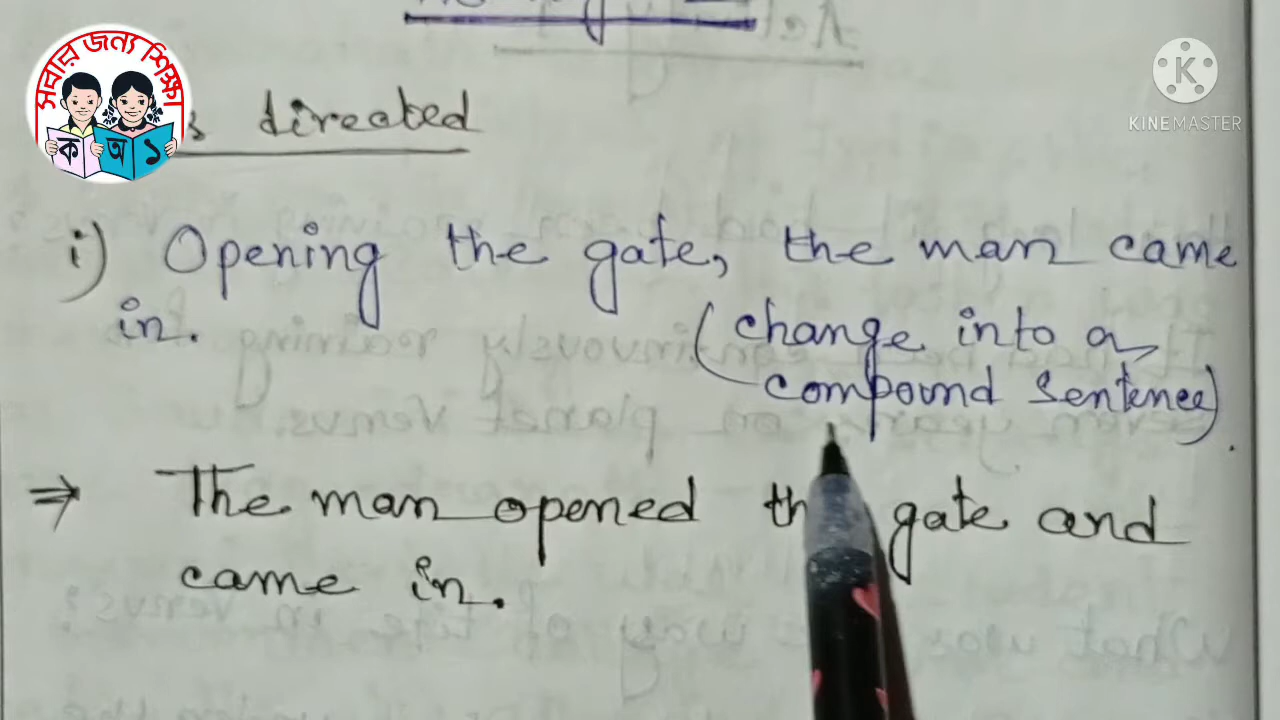 সবার জন্য শিক্ষা
ক অ ১
KINEMASTER
directed
i) Opening the gate, the man came
in. (change into a
compound sentence).
⇒ The man opened gate and
came in.